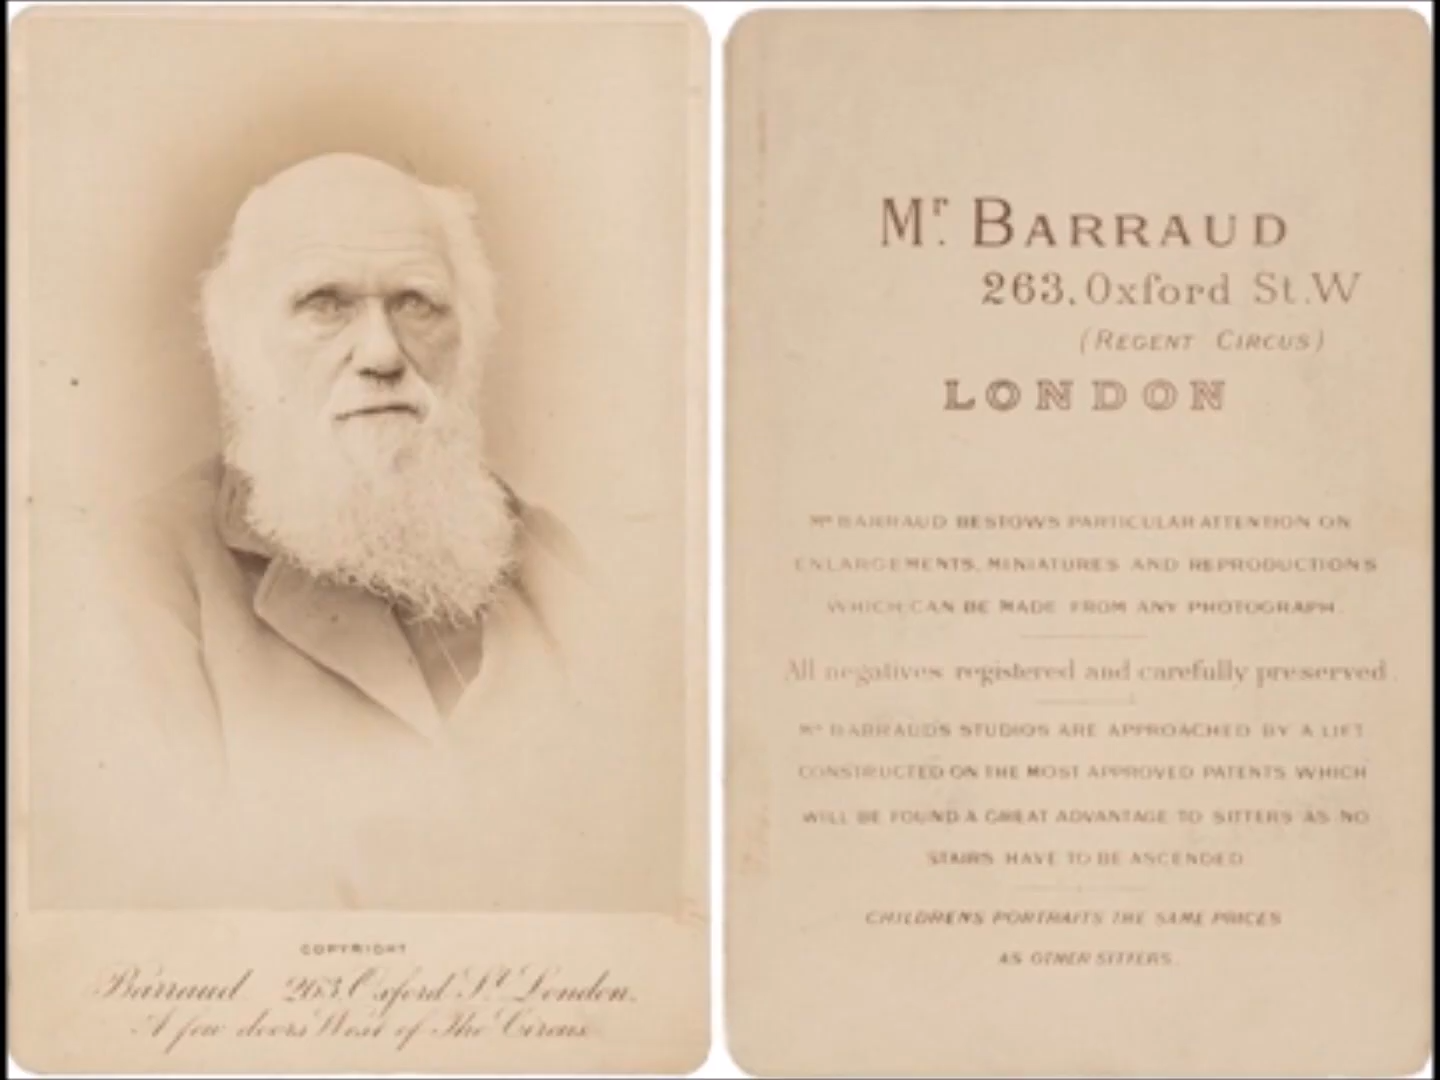 COPYRIGHT
Barraud 263 Oxford St. London.
A few doors West of The Circus
Mr. BARRAUD
263, Oxford St. W
(REGENT CIRCUS)
LONDON
MR BARRAUD BESTOWS PARTICULAR ATTENTION ON
ENLARGEMENTS, MINIATURES AND REPRODUCTIONS
WHICH CAN BE MADE FROM ANY PHOTOGRAPH.
All negatives registered and carefully preserved.
MR BARRAUDS STUDIOS ARE APPROACHED BY A LIFT
CONSTRUCTED ON THE MOST APPROVED PATENTS WHICH
WILL BE FOUND A GREAT ADVANTAGE TO SITTERS AS NO
STAIRS HAVE TO BE ASCENDED
CHILDRENS PORTRAITS THE SAME PRICES
AS OTHER SITTERS.